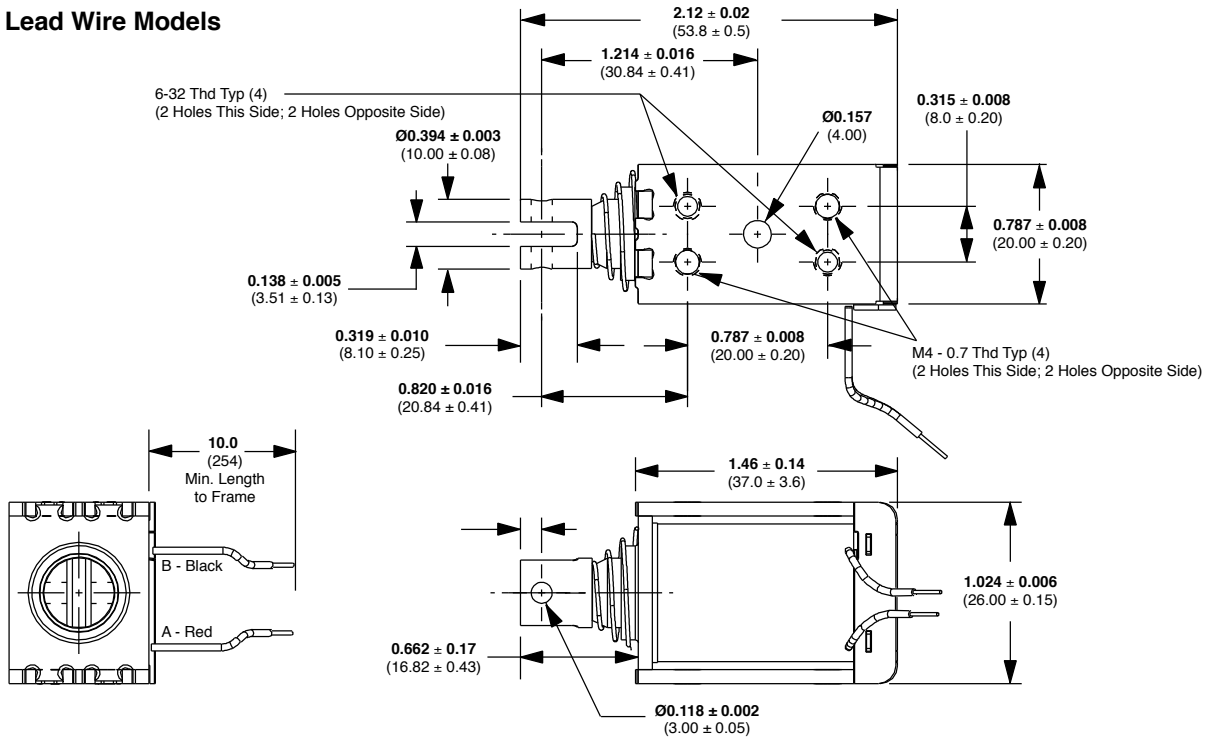 Lead Wire Models
2.12 ± 0.02
(53.8 ± 0.5)
1.214 ± 0.016
(30.84 ± 0.41)
6-32 Thd Typ (4)
(2 Holes This Side; 2 Holes Opposite Side)
Ø0.394 ± 0.003
(10.00 ± 0.08)
Ø0.157
(4.00)
0.315 ± 0.008
(8.0 ± 0.20)
0.787 ± 0.008
(20.00 ± 0.20)
0.138 ± 0.005
(3.51 ± 0.13)
0.319 ± 0.010
(8.10 ± 0.25)
0.787 ± 0.008
(20.00 ± 0.20)
M4 - 0.7 Thd Typ (4)
(2 Holes This Side; 2 Holes Opposite Side)
0.820 ± 0.016
(20.84 ± 0.41)
10.0
(254)
Min. Length
to Frame
B - Black
A - Red
1.46 ± 0.14
(37.0 ± 3.6)
1.024 ± 0.006
(26.00 ± 0.15)
0.662 ± 0.17
(16.82 ± 0.43)
Ø0.118 ± 0.002
(3.00 ± 0.05)